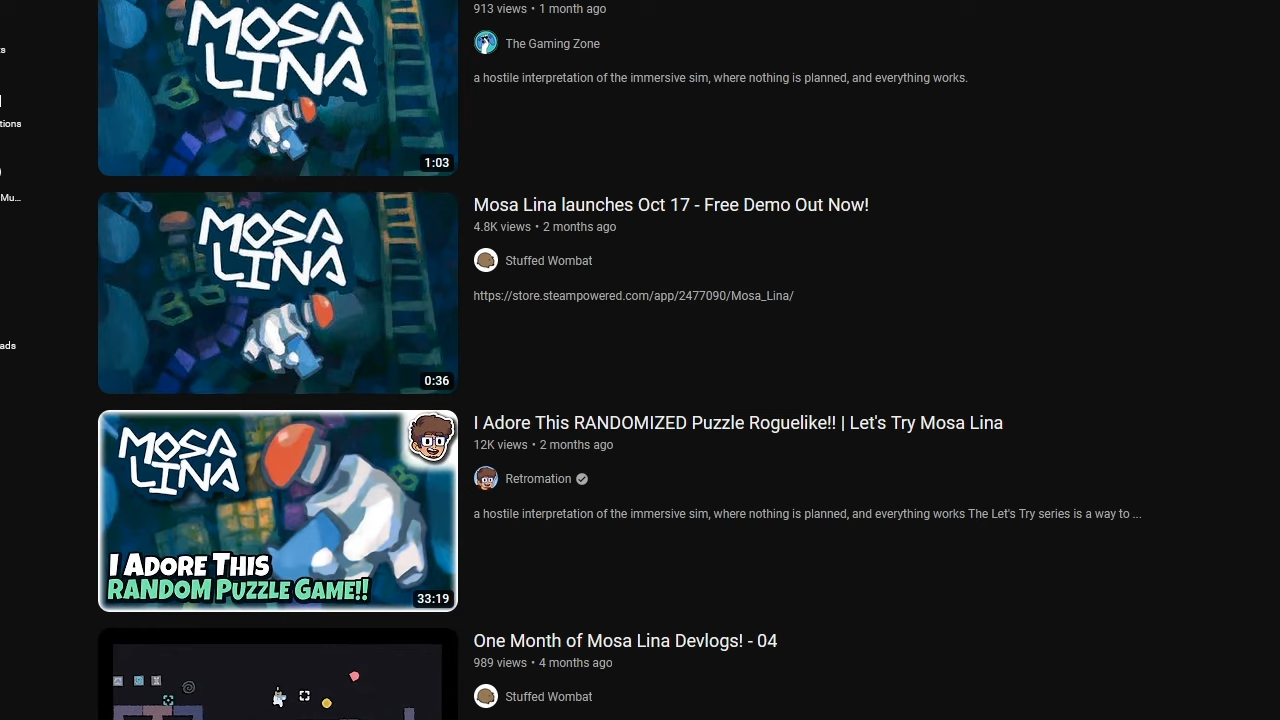 MOSA
LINA
1:03
913 views • 1 month ago
The Gaming Zone
a hostile interpretation of the immersive sim, where nothing is planned, and everything works.
s
tions
Mu...
ads
MOSA
LINA
0:36
Mosa Lina launches Oct 17 - Free Demo Out Now!
4.8K views • 2 months ago
Stuffed Wombat
https://store.steampowered.com/app/2477090/Mosa_Lina/
MOSA
LINA
I ADORE THIS
RANDOM PUZZLE GAME!!
33:19
I Adore This RANDOMIZED Puzzle Roguelike!! | Let's Try Mosa Lina
12K views • 2 months ago
Retromation
a hostile interpretation of the immersive sim, where nothing is planned, and everything works The Let's Try series is a way to ...
One Month of Mosa Lina Devlogs! - 04
989 views • 4 months ago
Stuffed Wombat